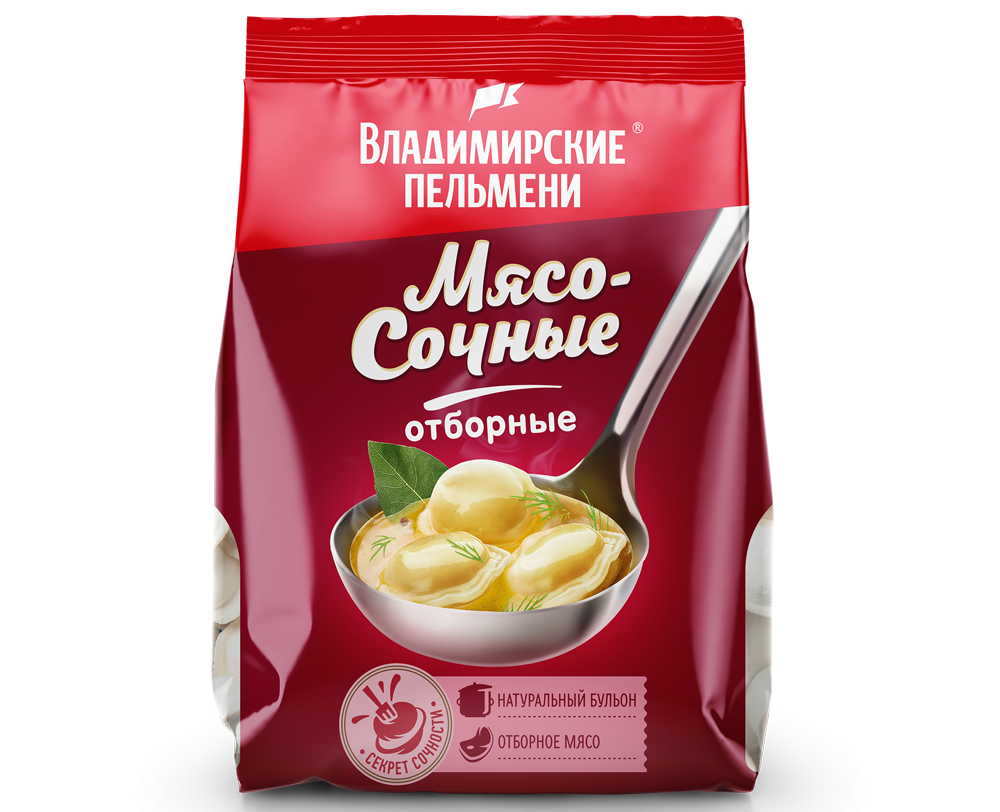 Владимирские ®
пельмени
Мясо-
Сочные
отборные
НАТУРАЛЬНЫЙ БУЛЬОН
ОТБОРНОЕ МЯСО
• СЕКРЕТ СОЧНОСТИ •